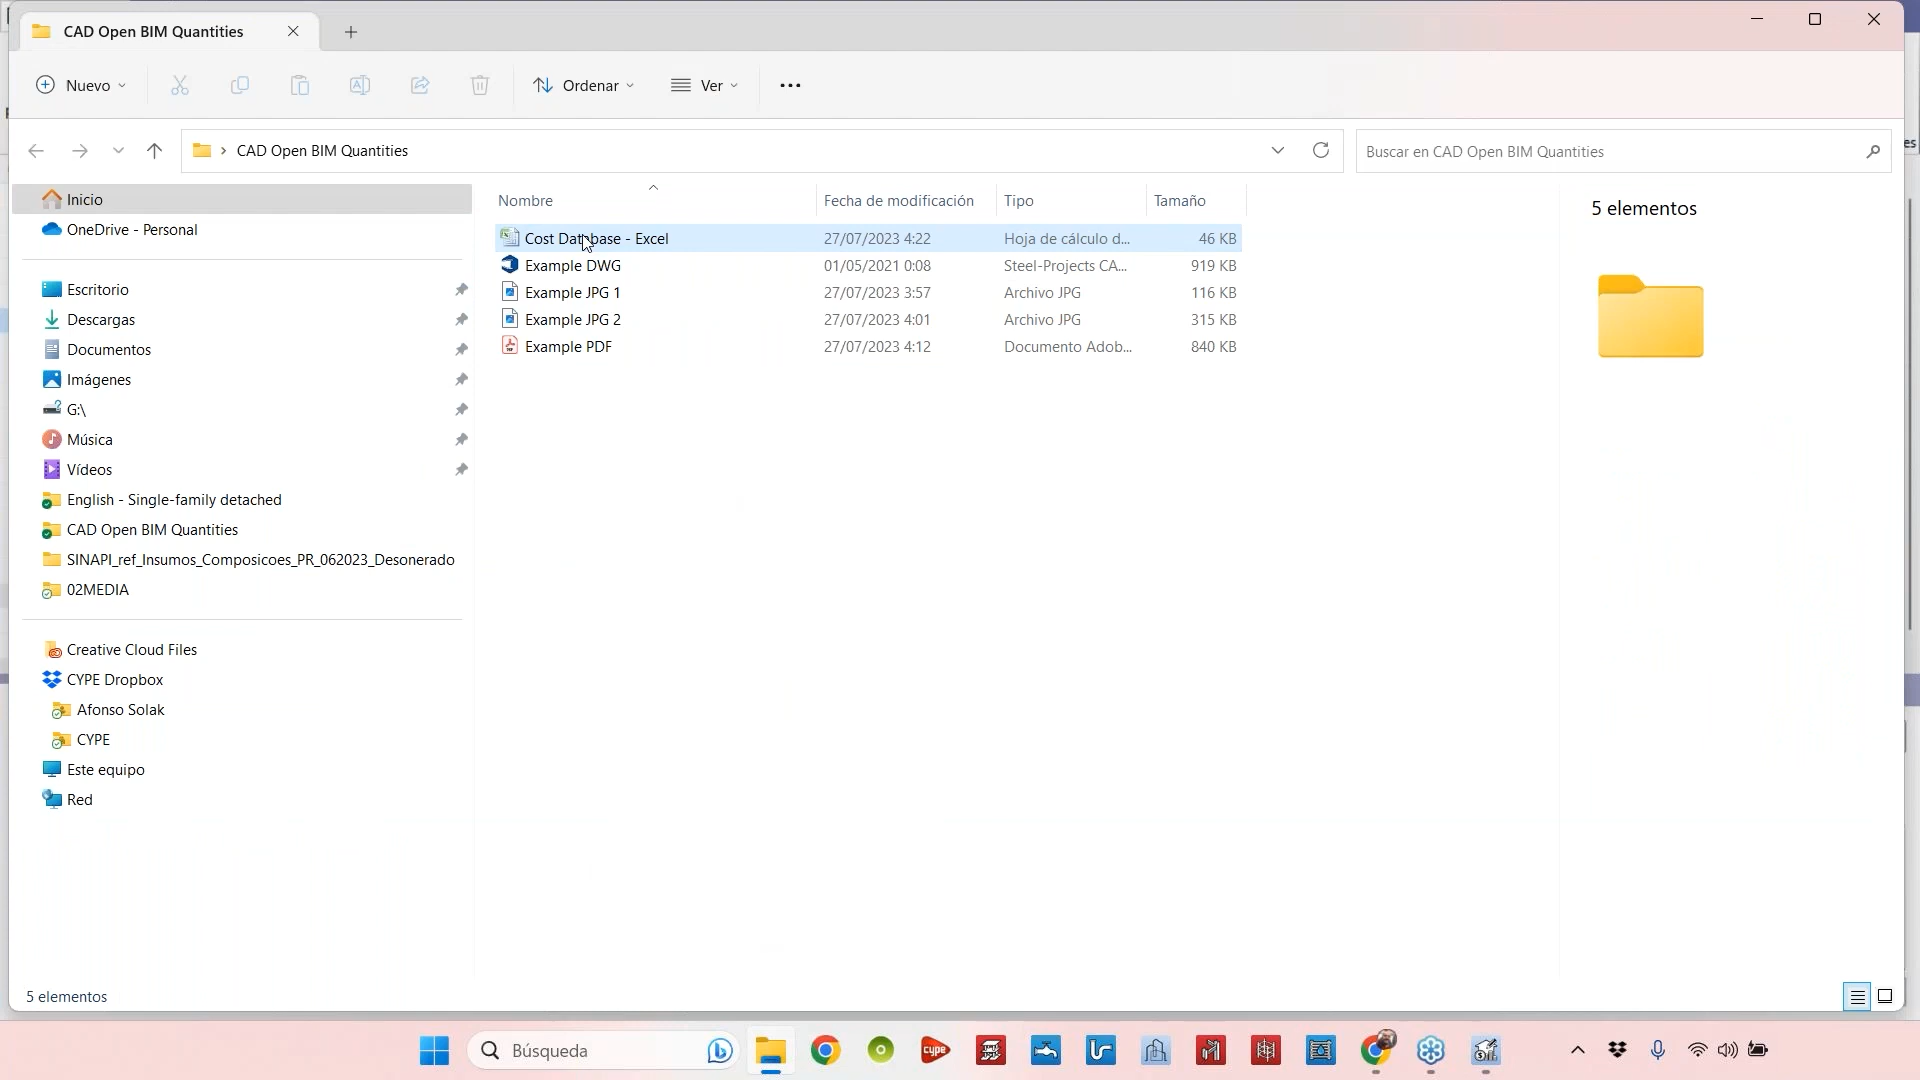 CAD Open BIM Quantities
Nuevo
Ordenar
Ver
CAD Open BIM Quantities
Buscar en CAD Open BIM Quantities
Inicio
OneDrive - Personal
Escritorio
Descargas
Documentos
Imágenes
G:\
Música
Vídeos
English - Single-family detached
CAD Open BIM Quantities
SINAPI_ref_Insumos_Composicoes_PR_062023_Desonerado
02MEDIA
Creative Cloud Files
CYPE Dropbox
Afonso Solak
CYPE
Este equipo
Red
Nombre Fecha de modificación Tipo Tamaño
Cost Database - Excel 27/07/2023 4:22 Hoja de cálculo d... 46 KB
Example DWG 01/05/2021 0:08 Steel-Projects CA... 919 KB
Example JPG 1 27/07/2023 3:57 Archivo JPG 116 KB
Example JPG 2 27/07/2023 4:01 Archivo JPG 315 KB
Example PDF 27/07/2023 4:12 Documento Adob... 840 KB
5 elementos
5 elementos
Búsqueda
cype
es